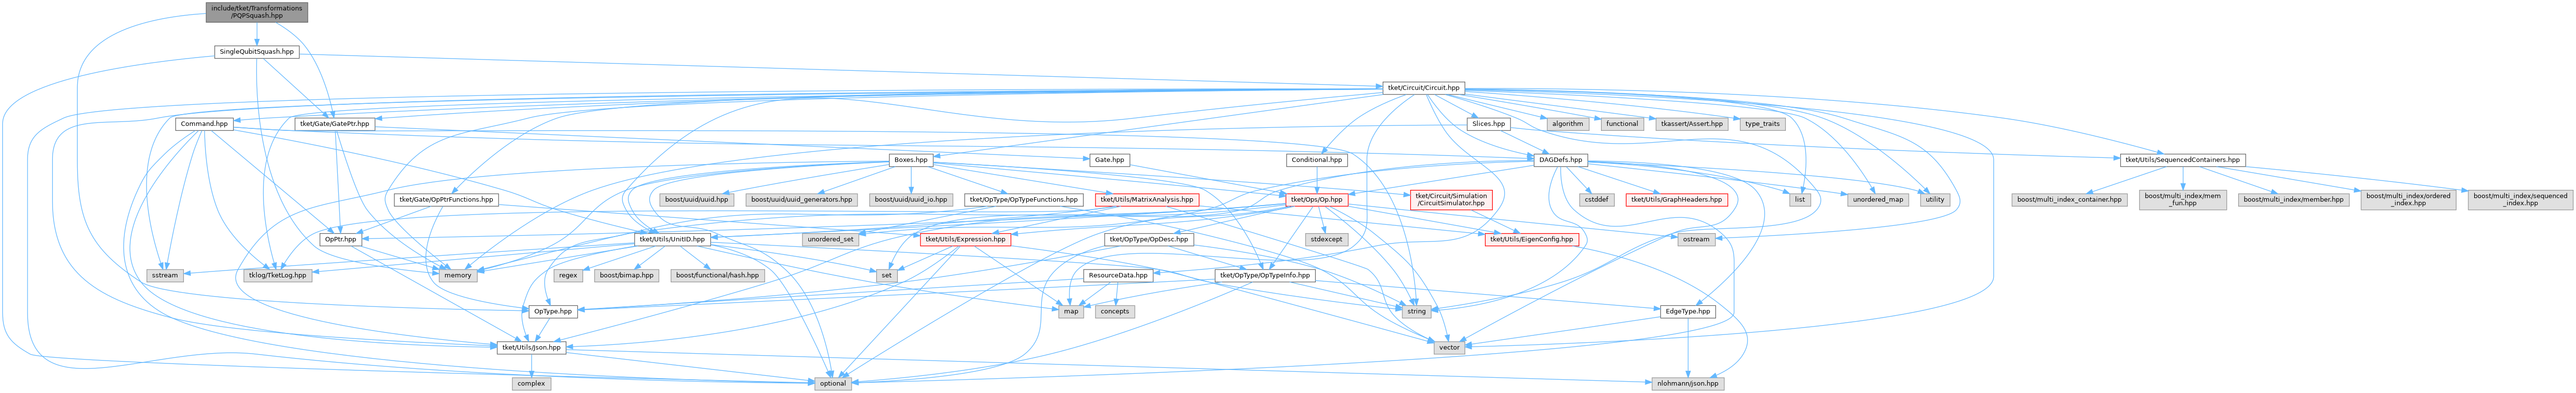 include/tket/Transformations
/PQPSquash.hpp
SingleQubitSquash.hpp
tket/Circuit/Circuit.hpp
Command.hpp
tket/Gate/GatePtr.hpp
Slices.hpp
algorithm
functional
tkassert/Assert.hpp
type_traits
Boxes.hpp
Gate.hpp
Conditional.hpp
DAGDefs.hpp
tket/Utils/SequencedContainers.hpp
tket/Gate/OpPtrFunctions.hpp
boost/uuid/uuid.hpp
boost/uuid/uuid_generators.hpp
boost/uuid/uuid_io.hpp
tket/OpType/OpTypeFunctions.hpp
tket/Utils/MatrixAnalysis.hpp
tket/Ops/Op.hpp
tket/Circuit/Simulation
/CircuitSimulator.hpp
cstddef
tket/Utils/GraphHeaders.hpp
list
unordered_map
utility
boost/multi_index_container.hpp
boost/multi_index/mem
_fun.hpp
boost/multi_index/member.hpp
boost/multi_index/ordered
_index.hpp
boost/multi_index/sequenced
_index.hpp
OpPtr.hpp
tket/Utils/UnitID.hpp
unordered_set
tket/Utils/Expression.hpp
tket/OpType/OpDesc.hpp
stdexcept
tket/Utils/EigenConfig.hpp
ostream
sstream
tklog/TketLog.hpp
memory
regex
boost/bimap.hpp
boost/functional/hash.hpp
set
ResourceData.hpp
tket/OpType/OpTypeInfo.hpp
OpType.hpp
map
concepts
string
EdgeType.hpp
tket/Utils/Json.hpp
vector
complex
optional
nlohmann/json.hpp